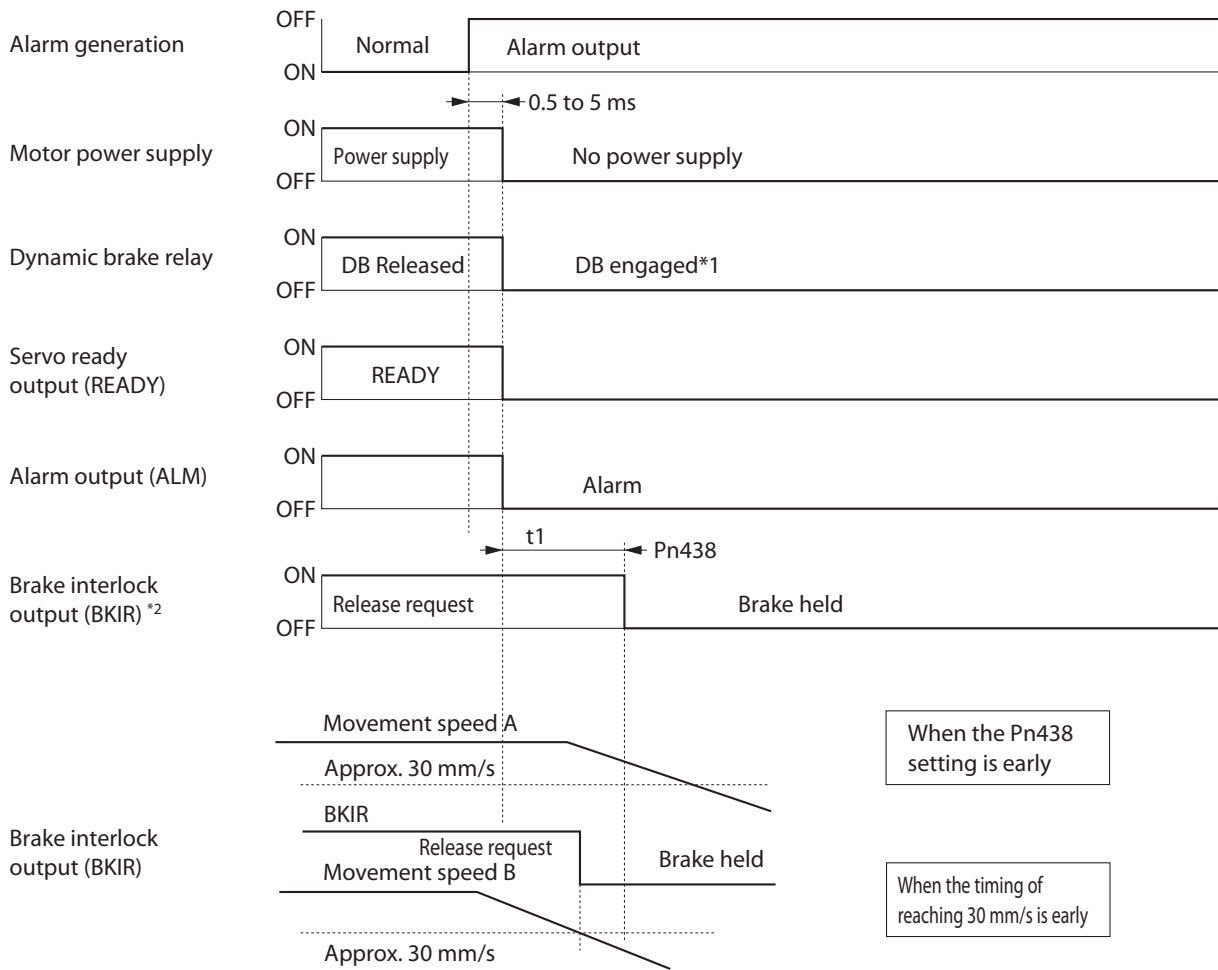 OFF
Alarm generation
Normal
Alarm output
ON
0.5 to 5 ms
ON
Motor power supply
Power supply
No power supply
OFF
ON
Dynamic brake relay
DB Released
DB engaged*1
OFF
ON
Servo ready
output (READY)
READY
OFF
ON
Alarm output (ALM)
Alarm
OFF
t1
Pn438
ON
Brake interlock
output (BKIR) *2
Release request
Brake held
OFF
Movement speed A
Approx. 30 mm/s
When the Pn438
setting is early
BKIR
Brake interlock
output (BKIR)
Release request
Brake held
Movement speed B
Approx. 30 mm/s
When the timing of
reaching 30 mm/s is early